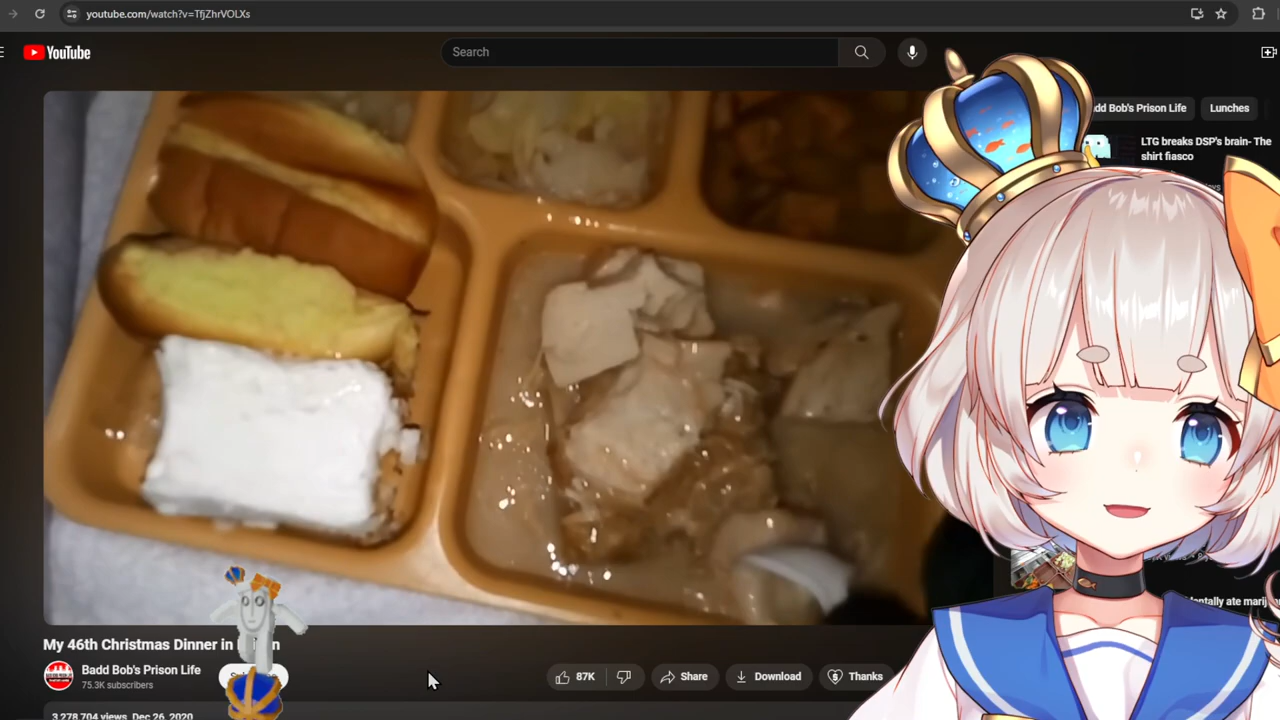 youtube.com/watch?v=TfjZhrVOLXs
YouTube
Search
dd Bob's Prison Life
Lunches
LTG breaks DSP's brain- The
shirt fiasco
My 46th Christmas Dinner in
Badd Bob's Prison Life
75.3K subscribers
87K
Share
Download
Thanks
3,278,704 views Dec 26, 2020